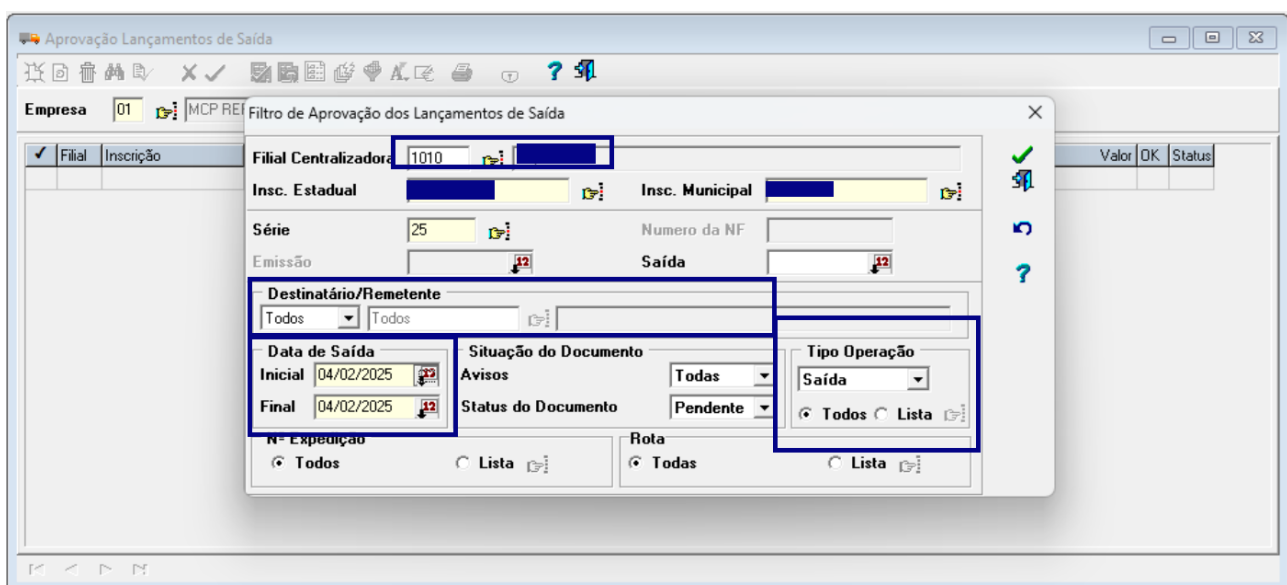 Aprovação Lançamentos de Saída
Empresa 01 MCP REF
Filtro de Aprovação dos Lançamentos de Saída
Filial Inscrição Valor OK Status
Filial Centralizadora 1010
Insc. Estadual Insc. Municipal
Série 25 Numero da NF
Emissão Saída
Destinatário/Remetente
Todos Todos
Data de Saída Situação do Documento Tipo Operação
Inicial 04/02/2025 Avisos Todas Saída
Final 04/02/2025 Status do Documento Pendente Todos Lista
Nº Expedição Rota
Todos Lista Todas Lista